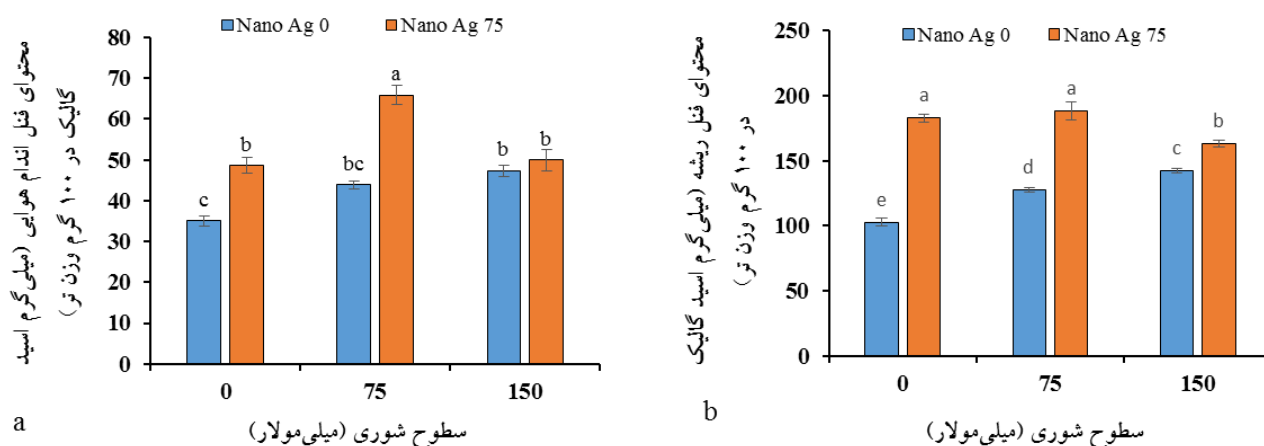 محتوای فنل اندام هوایی (میلی‌گرم اسید
گالیک در ۱۰۰ گرم وزن تر)
Nano Ag 0 Nano Ag 75
80
70
60
50
40
30
20
10
0
c
b
bc
a
b
b
0 75 150
سطوح شوری (میلی‌مولار)
a
محتوای فنل ریشه (میلی‌گرم اسید گالیک
در ۱۰۰ گرم وزن تر)
Nano Ag 0 Nano Ag 75
250
200
150
100
50
0
e
a
d
a
c
b
0 75 150
سطوح شوری (میلی‌مولار)
b